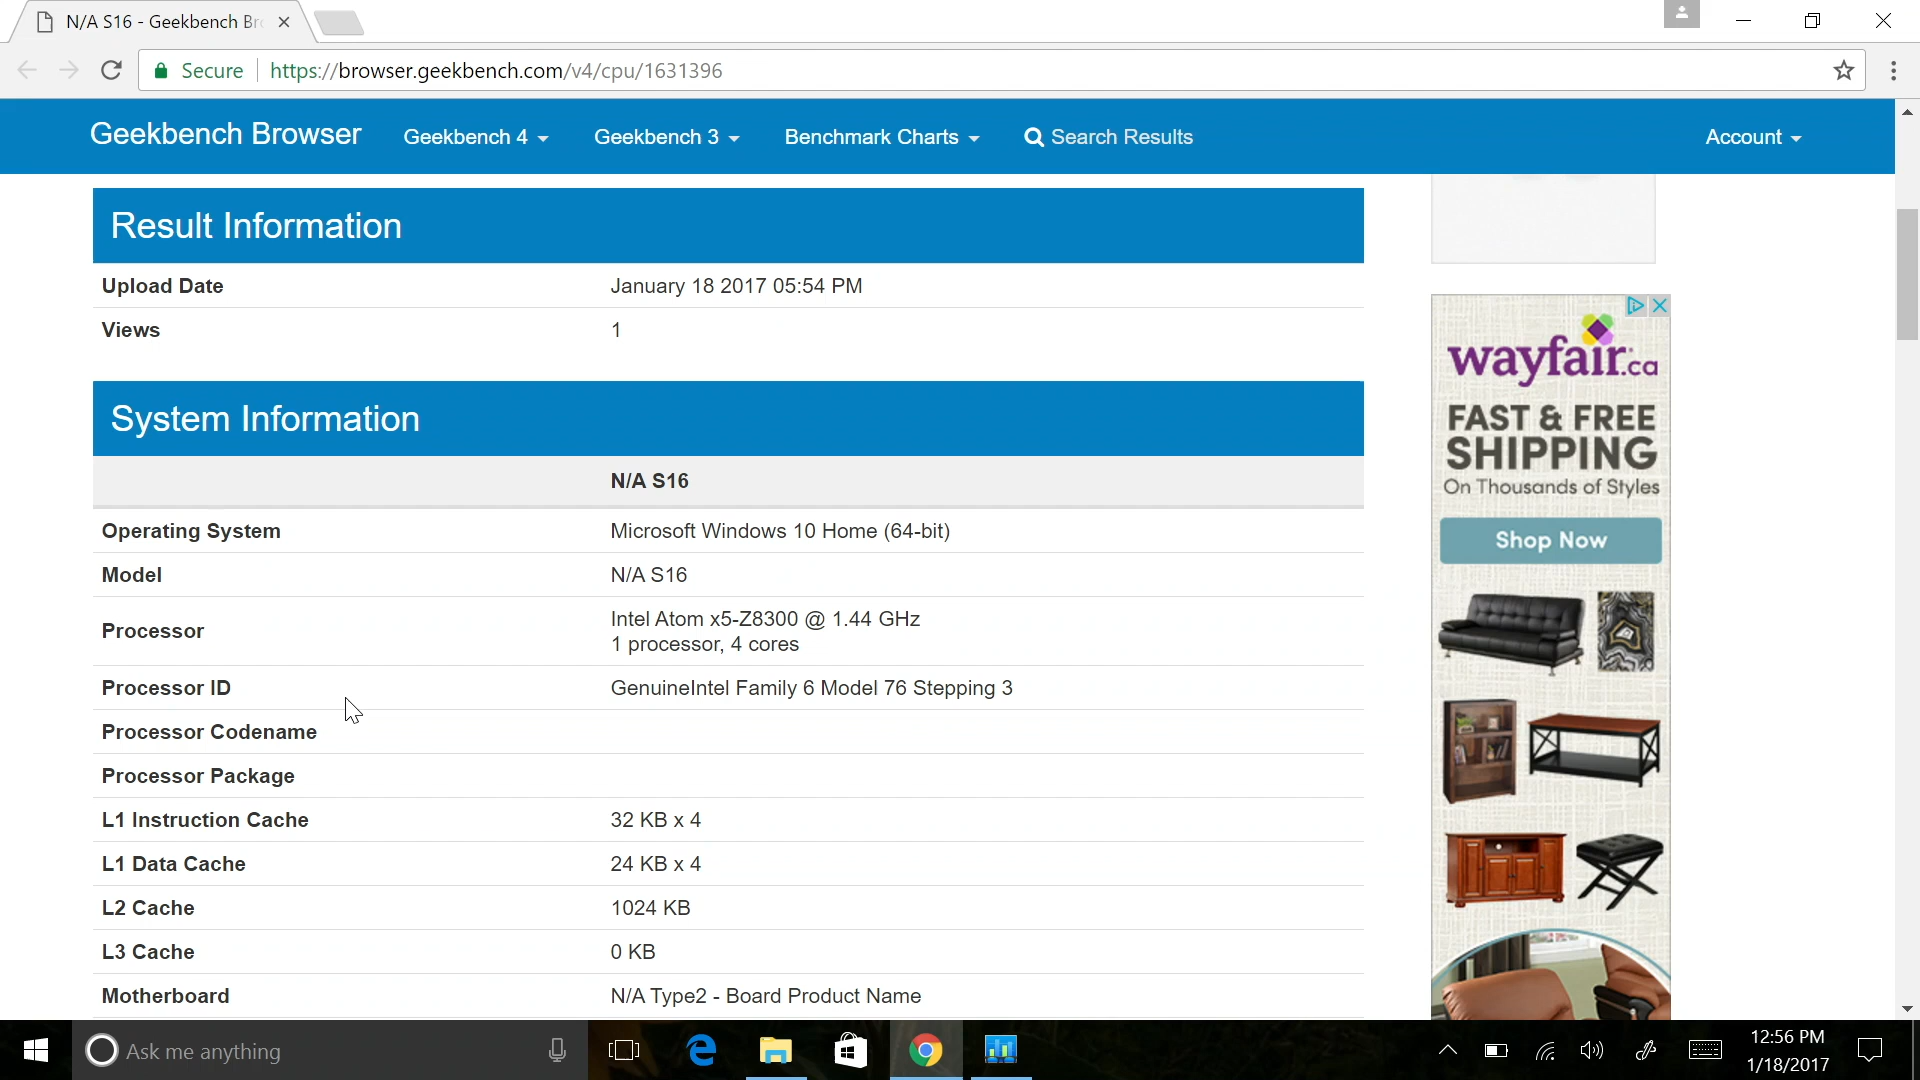 N/A S16 - Geekbench Br
Secure https://browser.geekbench.com/v4/cpu/1631396
Geekbench Browser Geekbench 4 Geekbench 3 Benchmark Charts Search Results Account
Result Information
Upload Date January 18 2017 05:54 PM
Views 1
System Information
N/A S16
Operating System Microsoft Windows 10 Home (64-bit)
Model N/A S16
Processor Intel Atom x5-Z8300 @ 1.44 GHz
1 processor, 4 cores
Processor ID GenuineIntel Family 6 Model 76 Stepping 3
Processor Codename
Processor Package
L1 Instruction Cache 32 KB x 4
L1 Data Cache 24 KB x 4
L2 Cache 1024 KB
L3 Cache 0 KB
Motherboard N/A Type2 - Board Product Name
wayfair.ca
FAST & FREE
SHIPPING
On Thousands of Styles
Shop Now
Ask me anything
12:56 PM
1/18/2017